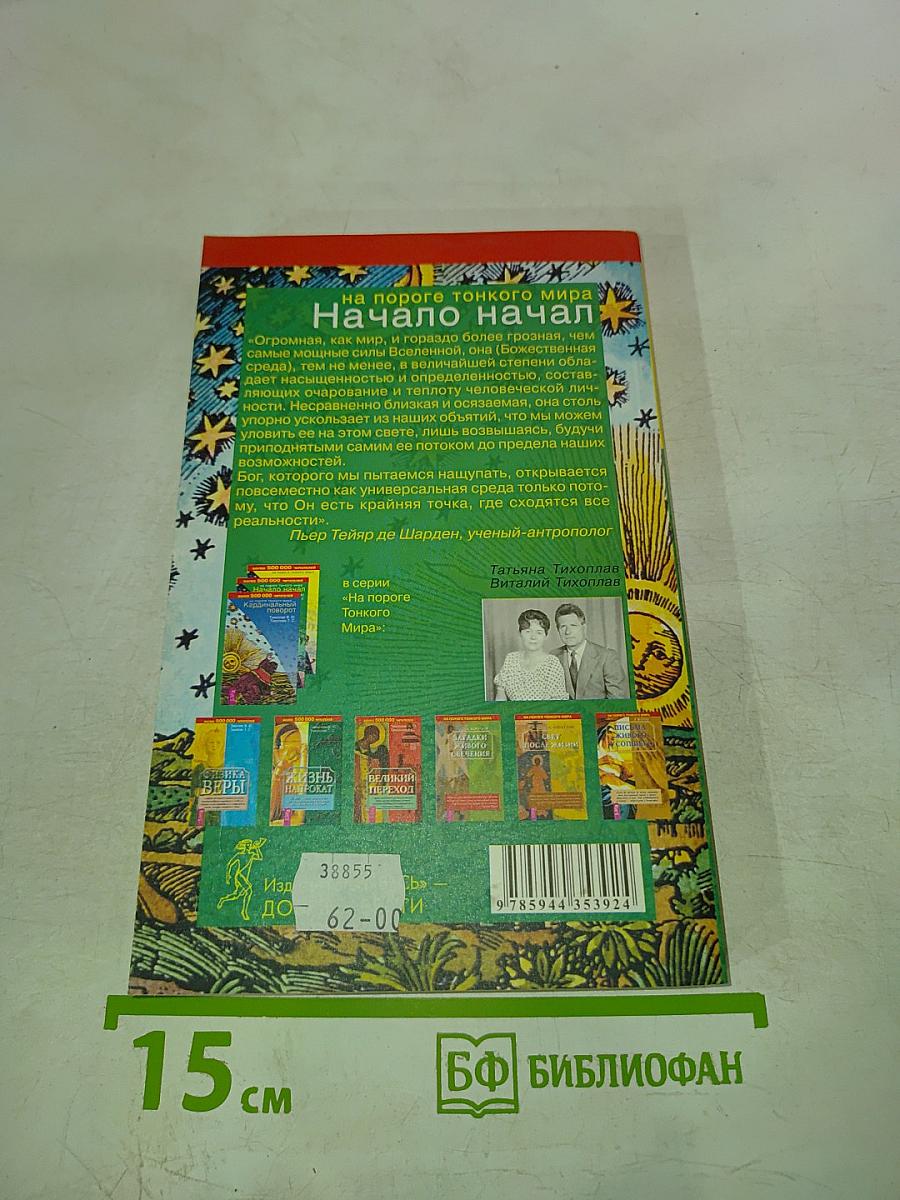 на пороге тонкого мира
Начало начал
«Огромная, как мир, и гораздо более грозная, чем
самые мощные силы Вселенной, она (Божественная
среда), тем не менее, в величайшей степени обла-
дает насыщенностью и определенностью, состав-
ляющих очарование и теплоту человеческой лич-
ности. Несравненно близкая и осязаемая, она столь
упорно ускользает из наших объятий, что мы можем
уловить ее на этом свете, лишь возвышаясь, будучи
приподнятыми самим ее потоком до предела наших
возможностей.
Бог, которого мы пытаемся нащупать, открывается
повсеместно как универсальная среда только пото-
му, что Он есть крайняя точка, где сходятся все
реальности».
Пьер Тейяр де Шарден, ученый-антрополог
Татьяна Тихоплав
Виталий Тихоплав
в серии
«На пороге
Тонкого
Мира»:
Начало начал
Кардинальный
поворот
ФИЗИКА
ВЕРЫ
ЖИЗНЬ
НАПРОКАТ
ВЕЛИКИЙ
ПЕРЕХОД
ЗАГАДКИ
ЖИВОГО
СВЕЧЕНИЯ
СВЕТ
ПОСЛЕ ЖИЗНИ
38855
62-00
9 785944 353924
15 см
БФ БИБЛИОФАН